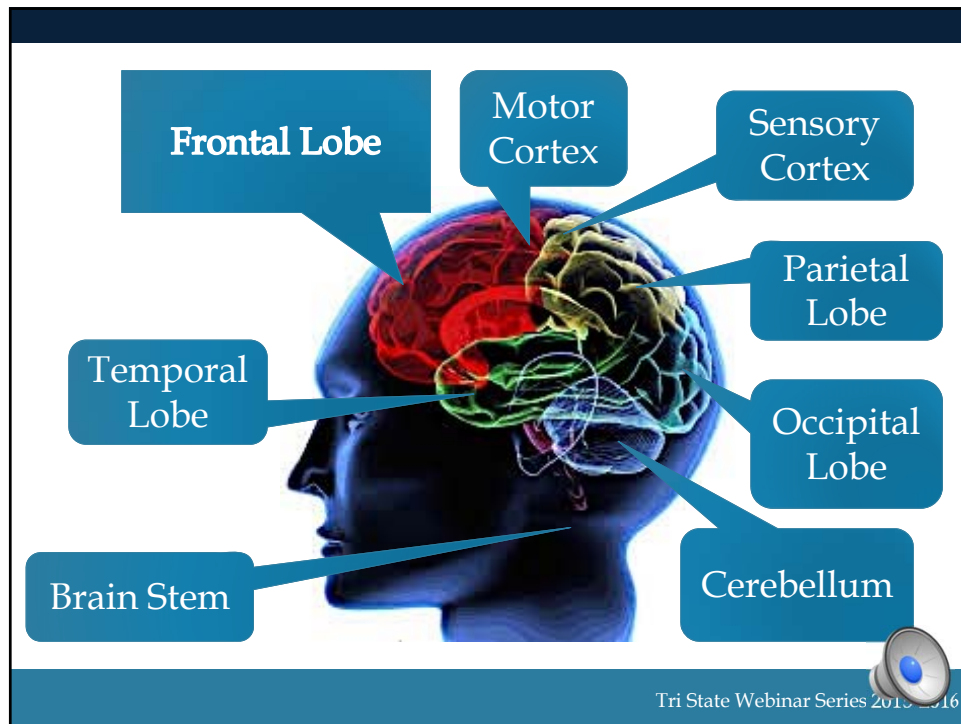 Frontal Lobe
Motor
Cortex
Sensory
Cortex
Parietal
Lobe
Temporal
Lobe
Occipital
Lobe
Brain Stem
Cerebellum
Tri State Webinar Series